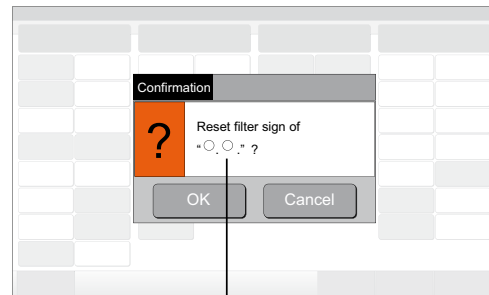 Confirmation
?
Reset filter sign of
“○.○.” ?
OK
Cancel